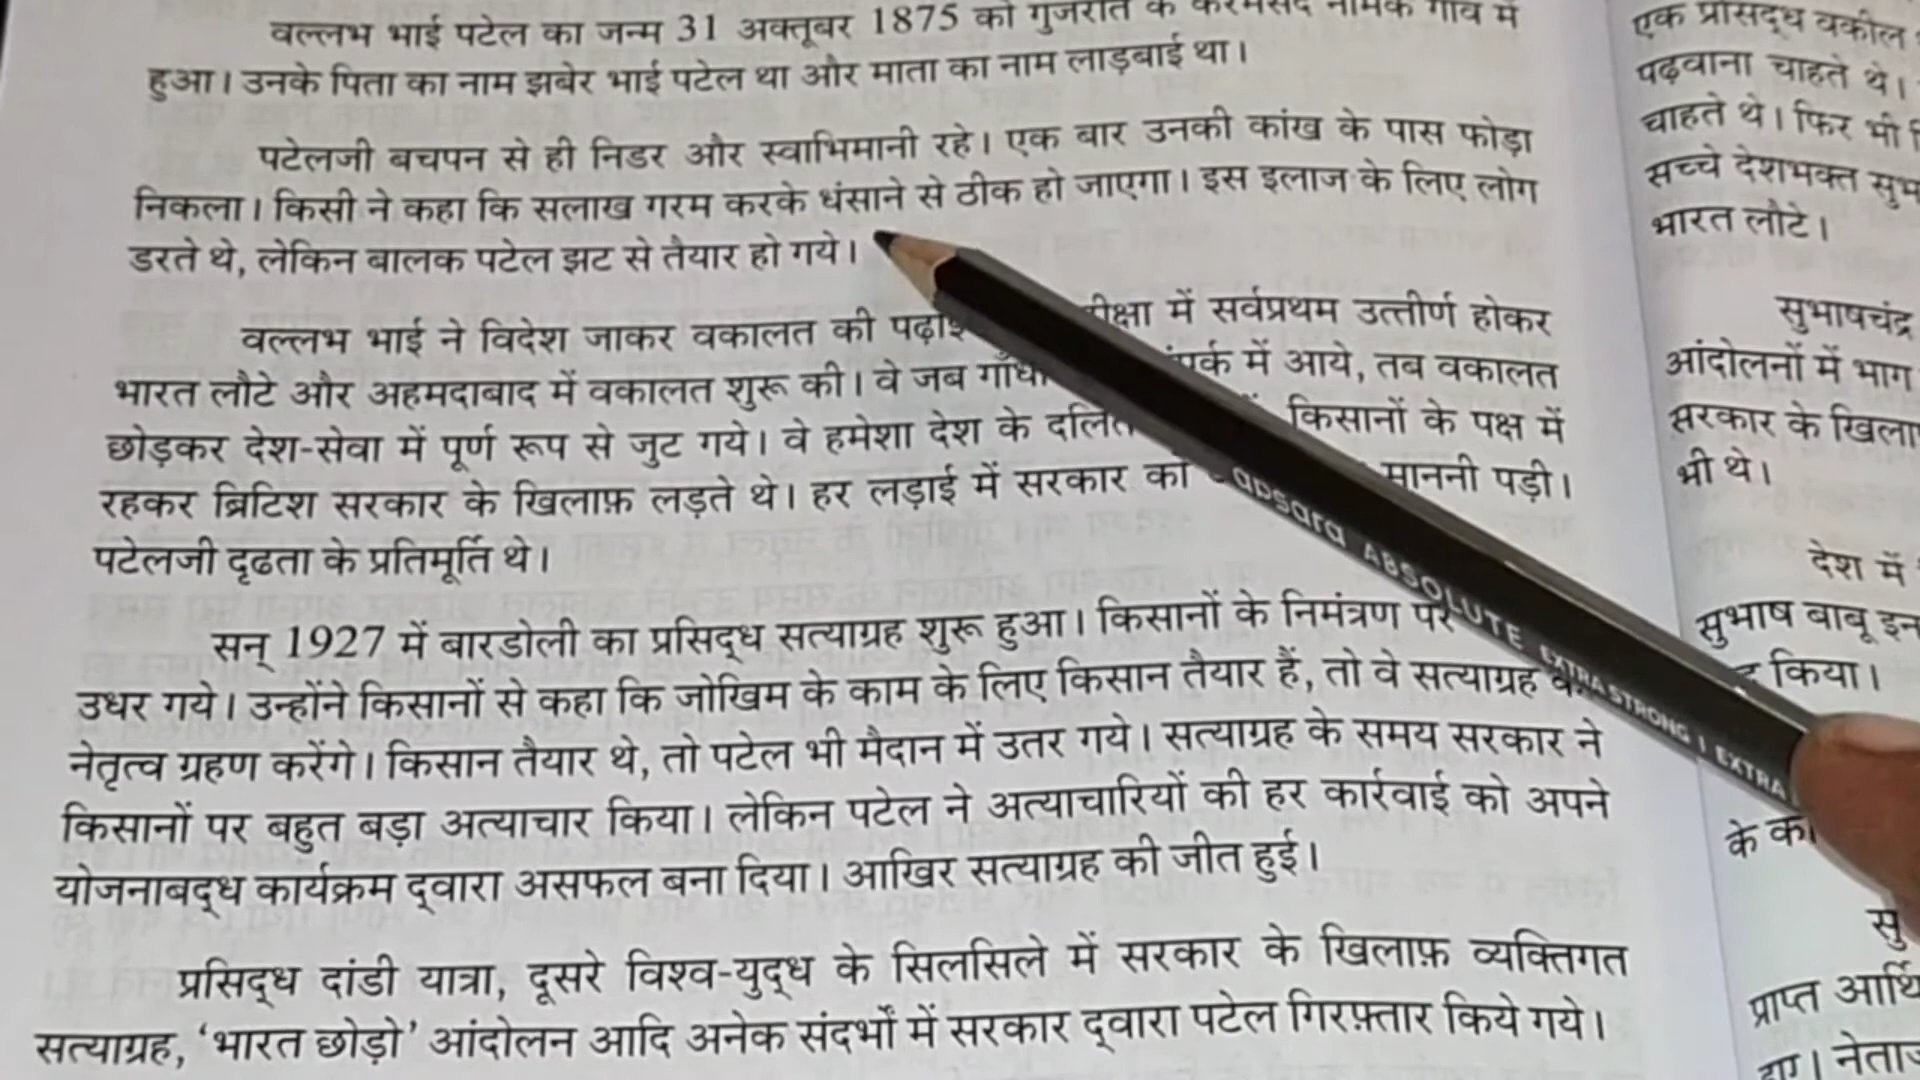 वल्लभ भाई पटेल का जन्म 31 अक्तूबर 1875 को गुजरात के करमसद नामक गाँव में
हुआ। उनके पिता का नाम झबेर भाई पटेल था और माता का नाम लाड़बाई था।
पटेलजी बचपन से ही निडर और स्वाभिमानी रहे। एक बार उनकी कांख के पास फोड़ा
निकला। किसी ने कहा कि सलाख गरम करके धंसाने से ठीक हो जाएगा। इस इलाज के लिए लोग
डरते थे, लेकिन बालक पटेल झट से तैयार हो गये।
वल्लभ भाई ने विदेश जाकर वकालत की में सर्वप्रथम उत्तीर्ण होकर
भारत लौटे और अहमदाबाद में वकालत शुरू की। वे जब में आये, तब वकालत
छोड़कर देश-सेवा में पूर्ण रूप से जुट गये। वे हमेशा देश के किसानों के पक्ष में
रहकर ब्रिटिश सरकार के खिलाफ़ लड़ते थे। हर लड़ाई में सरकार को माननी पड़ी।
पटेलजी दृढता के प्रतिमूर्ति थे।
सन् 1927 में बारडोली का प्रसिद्ध सत्याग्रह शुरू हुआ। किसानों के निमंत्रण पर
उधर गये। उन्होंने किसानों से कहा कि जोखिम के काम के लिए किसान तैयार हैं, तो वे सत्याग्रह
नेतृत्व ग्रहण करेंगे। किसान तैयार थे, तो पटेल भी मैदान में उतर गये। सत्याग्रह के समय सरकार ने
किसानों पर बहुत बड़ा अत्याचार किया। लेकिन पटेल ने अत्याचारियों की हर कार्रवाई को अपने
योजनाबद्ध कार्यक्रम द्वारा असफल बना दिया। आखिर सत्याग्रह की जीत हुई।
प्रसिद्ध दांडी यात्रा, दूसरे विश्व-युद्ध के सिलसिले में सरकार के खिलाफ़ व्यक्तिगत
सत्याग्रह, ‘भारत छोड़ो’ आंदोलन आदि अनेक संदर्भों में सरकार द्वारा पटेल गिरफ़्तार किये गये।
एक प्रसिद्ध वकील
पढ़वाना चाहते थे।
चाहते थे। फिर भी
सच्चे देशभक्त
भारत लौटे।
सुभाषचंद्र
आंदोलनों में भाग
सरकार के
भी थे।
देश में
सुभाष बाबू
किया।
के
प्राप्त
apsara ABSOLUTE EXTRA STRONG | EXTRA